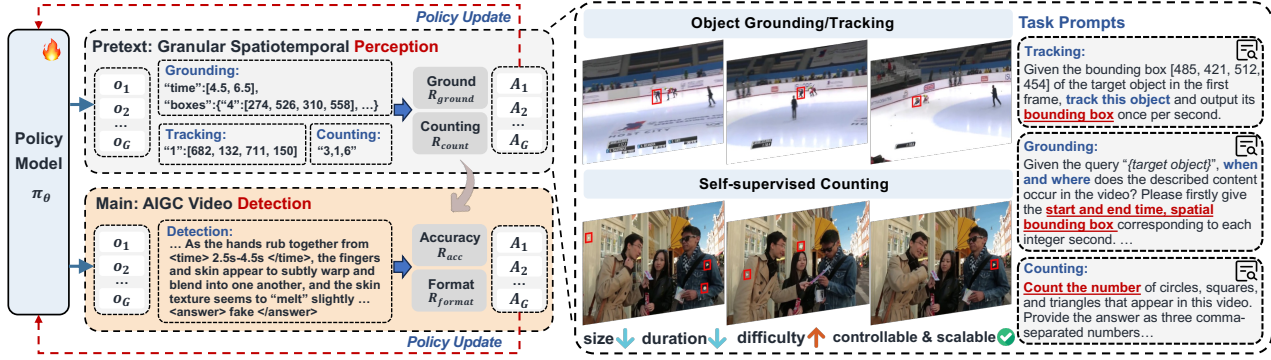 Policy Update
Policy
Model
π_θ
Pretext: Granular Spatiotemporal Perception
o_1
o_2
...
o_G
Grounding:
“time”:[4.5, 6.5],
“boxes”:{“4”:[274, 526, 310, 558], …}
Tracking:
“1”:[682, 132, 711, 150]
Counting:
“3,1,6”
Ground
R_ground
Counting
R_count
A_1
A_2
...
A_G
Main: AIGC Video Detection
o_1
o_2
...
o_G
Detection:
… As the hands rub together from
<time> 2.5s-4.5s </time>, the fingers
and skin appear to subtly warp and
blend into one another, and the skin
texture seems to “melt” slightly …
<answer> fake </answer>
Accuracy
R_acc
Format
R_format
A_1
A_2
...
A_G
Policy Update
Object Grounding/Tracking
Self-supervised Counting
size duration difficulty controllable & scalable
Task Prompts
Tracking:
Given the bounding box [485, 421, 512,
454] of the target object in the first
frame, track this object and output its
bounding box once per second.
Grounding:
Given the query “{target object}”, when
and where does the described content
occur in the video? Please firstly give
the start and end time, spatial
bounding box corresponding to each
integer second. …
Counting:
Count the number of circles, squares,
and triangles that appear in this video.
Provide the answer as three comma-
separated numbers…